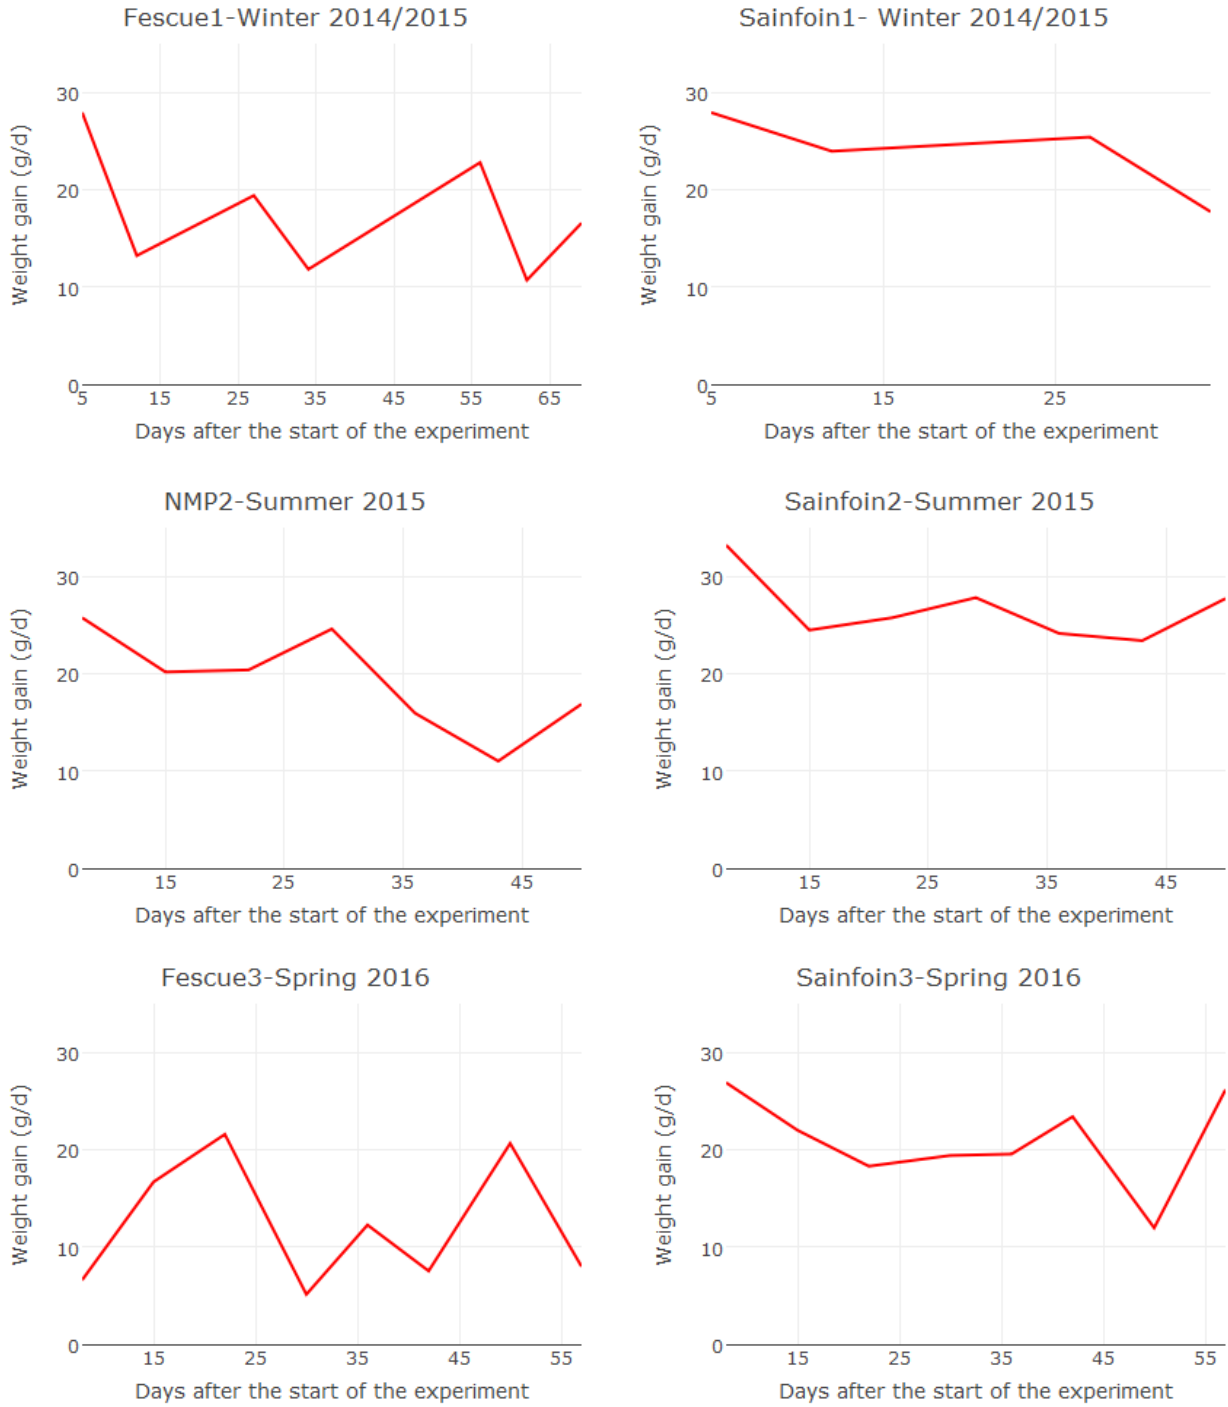 Fescue1-Winter 2014/2015
Weight gain (g/d)
30
20
10
0
5 15 25 35 45 55 65
Days after the start of the experiment
Sainfoin1- Winter 2014/2015
Weight gain (g/d)
30
20
10
0
5 15 25
Days after the start of the experiment
NMP2-Summer 2015
Weight gain (g/d)
30
20
10
0
15 25 35 45
Days after the start of the experiment
Sainfoin2-Summer 2015
Weight gain (g/d)
30
20
10
0
15 25 35 45
Days after the start of the experiment
Fescue3-Spring 2016
Weight gain (g/d)
30
20
10
0
15 25 35 45 55
Days after the start of the experiment
Sainfoin3-Spring 2016
Weight gain (g/d)
30
20
10
0
15 25 35 45 55
Days after the start of the experiment